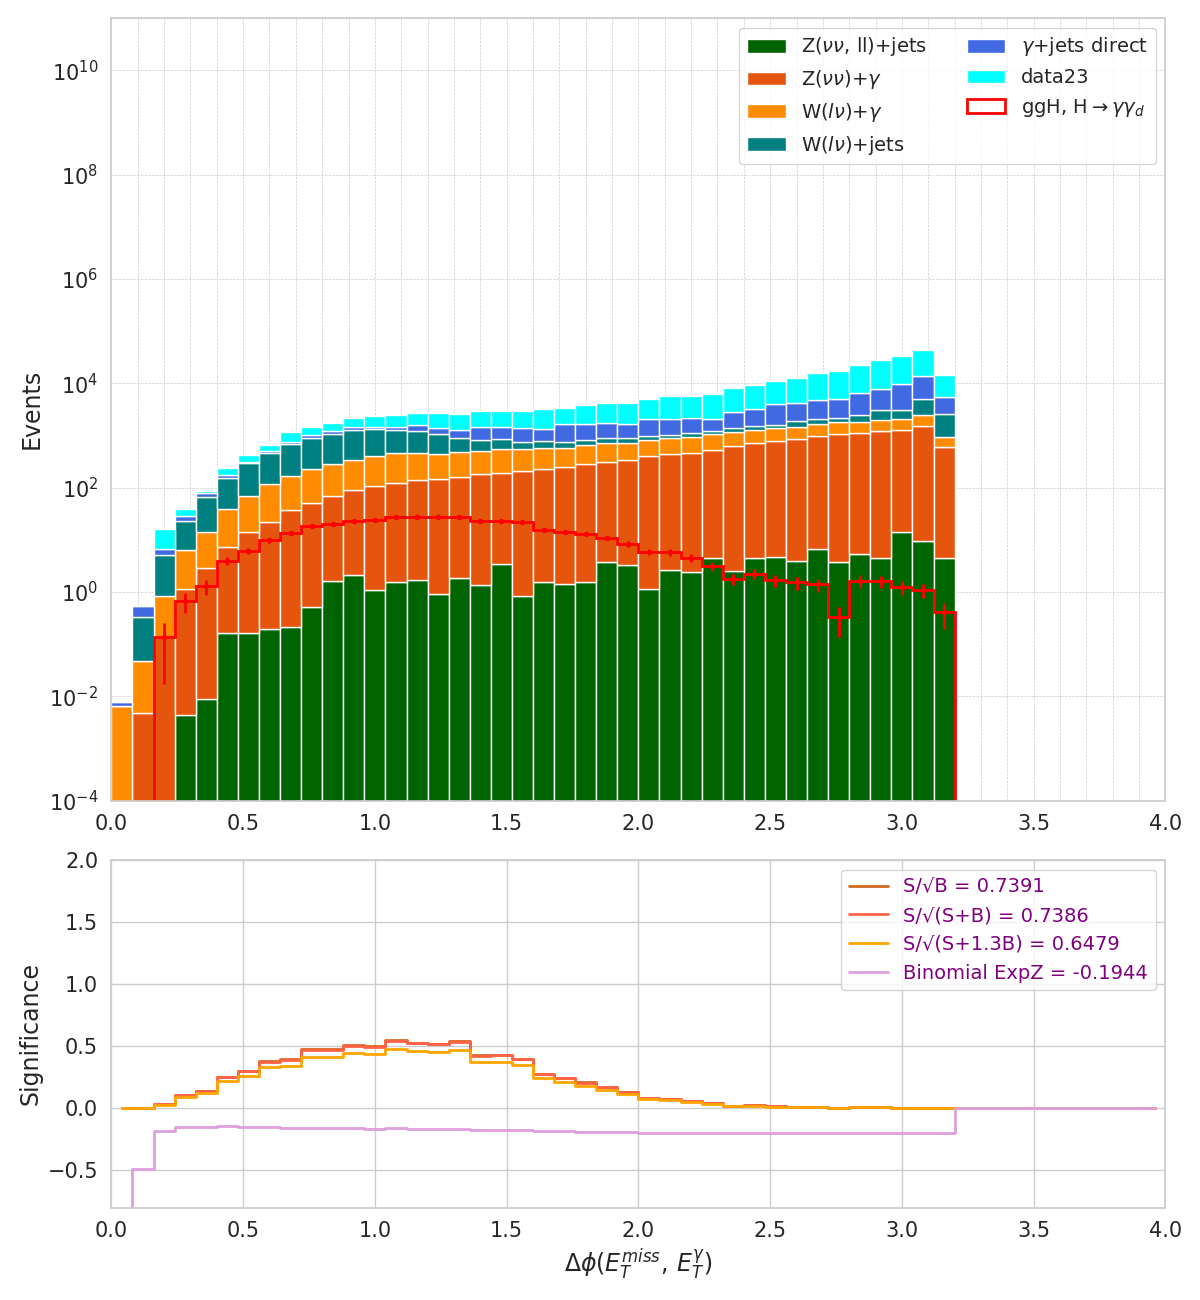 Events
10^10
10^8
10^6
10^4
10^2
10^0
10^−2
10^−4
Z(νν, ll)+jets
Z(νν)+γ
W(lν)+γ
W(lν)+jets
γ+jets direct
data23
ggH, H→γγ_d
0.0 0.5 1.0 1.5 2.0 2.5 3.0 3.5 4.0
Significance
2.0
1.5
1.0
0.5
0.0
−0.5
S/√B = 0.7391
S/√(S+B) = 0.7386
S/√(S+1.3B) = 0.6479
Binomial ExpZ = -0.1944
0.0 0.5 1.0 1.5 2.0 2.5 3.0 3.5 4.0
Δϕ(E_T^miss, E_T^γ)